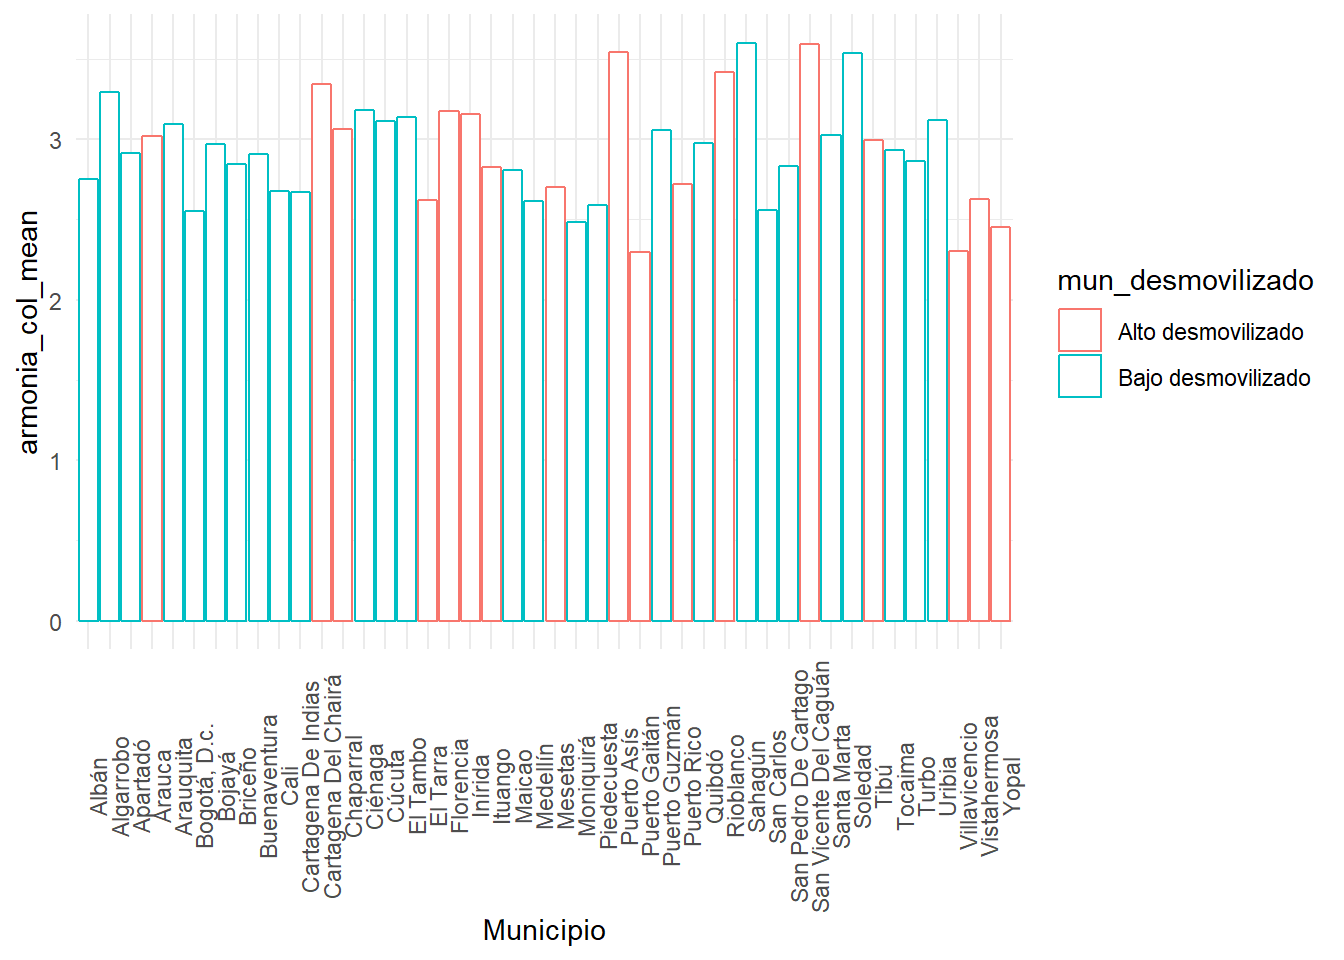 armonia_col_mean
3
2
1
0
Albán
Algarrobo
Apartadó
Arauca
Arauquita
Bogotá, D.c.
Bojayá
Briceño
Buenaventura
Cali
Cartagena De Indias
Cartagena Del Chairá
Chaparral
Ciénaga
Cúcuta
El Tambo
El Tarra
Florencia
Inírida
Ituango
Maicao
Medellín
Mesetas
Moniquirá
Piedecuesta
Puerto Asís
Puerto Gaitán
Puerto Guzmán
Puerto Rico
Quibdó
Rioblanco
Sahagún
San Carlos
San Pedro De Cartago
San Vicente Del Caguán
Santa Marta
Soledad
Tibú
Tocaima
Turbo
Uribia
Villavicencio
Vistahermosa
Yopal
Municipio
mun_desmovilizado
Alto desmovilizado
Bajo desmovilizado